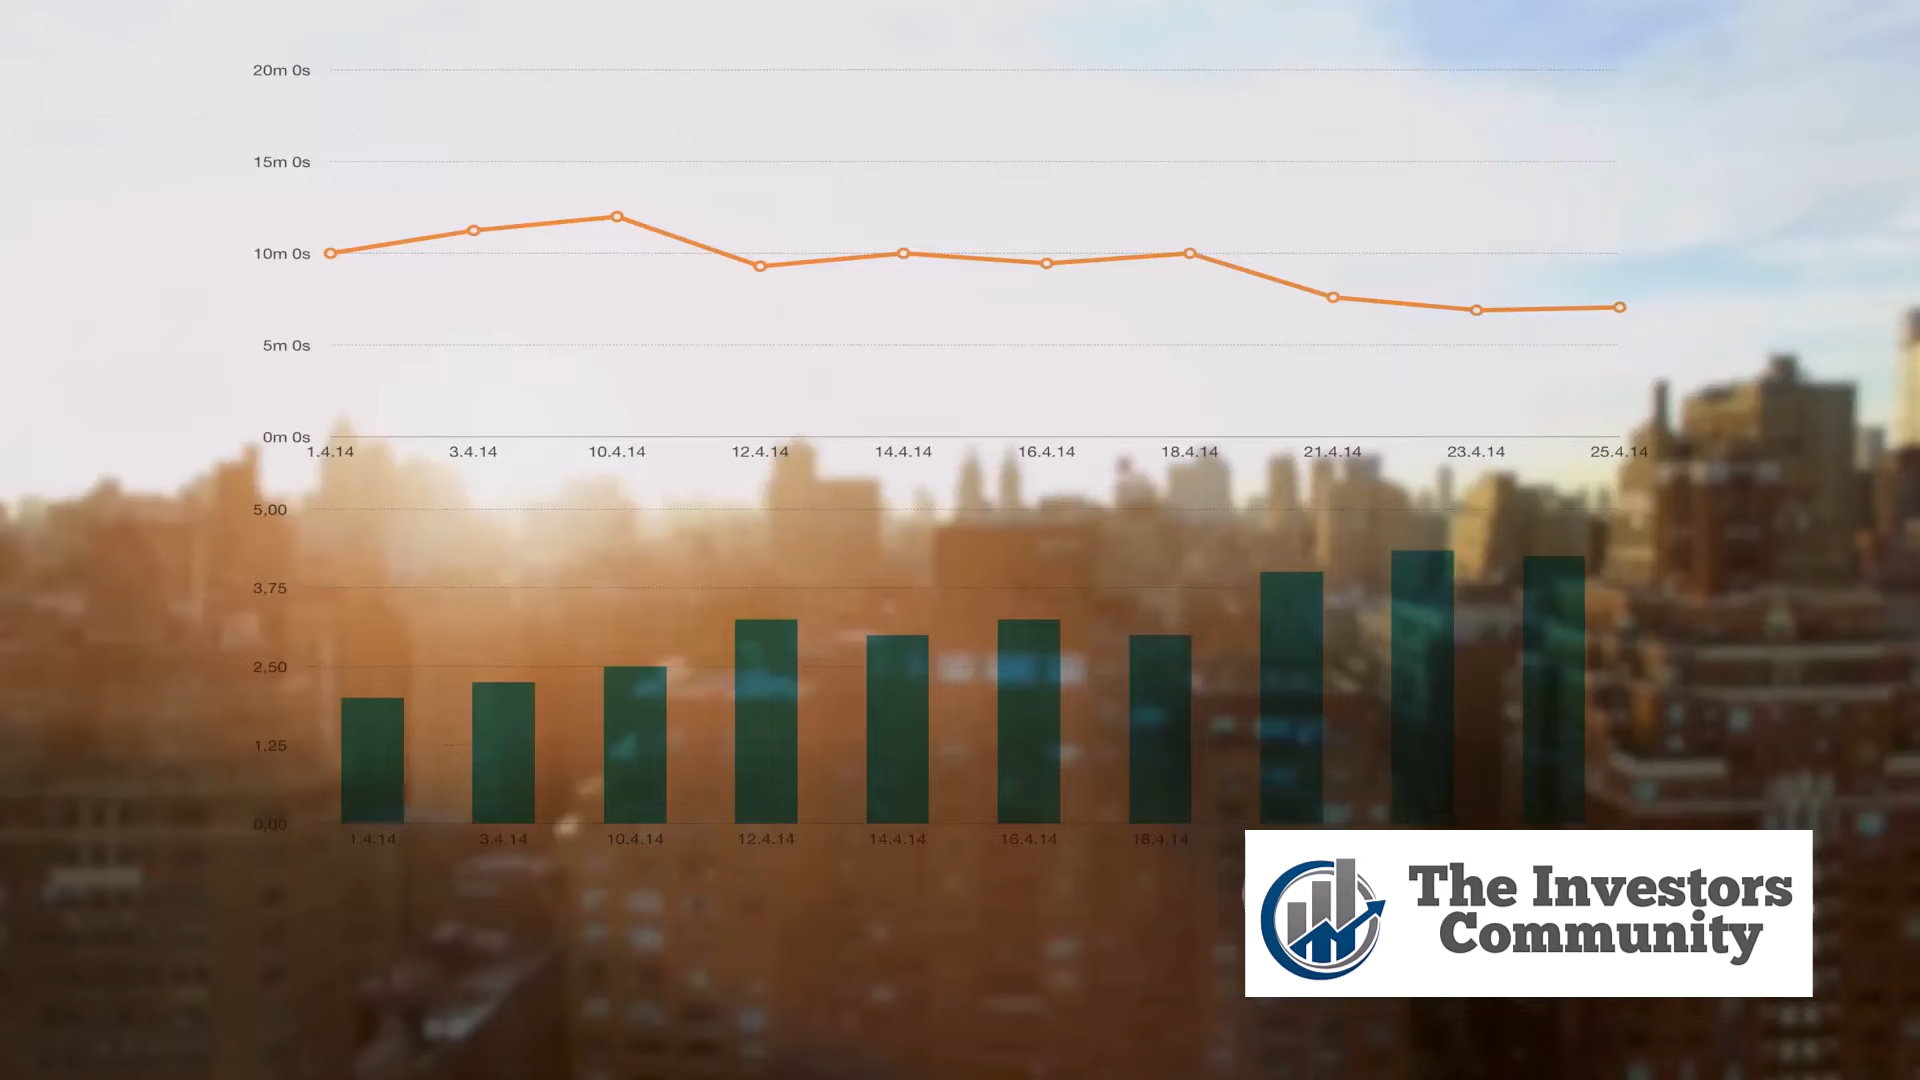 20m 0s
15m 0s
10m 0s
5m 0s
0m 0s
1.4.14 3.4.14 10.4.14 12.4.14 14.4.14 16.4.14 18.4.14 21.4.14 23.4.14 25.4.14
5,00
3,75
2,50
1,25
0,00
1.4.14 3.4.14 10.4.14 12.4.14 14.4.14 16.4.14 18.4.14
The Investors
Community